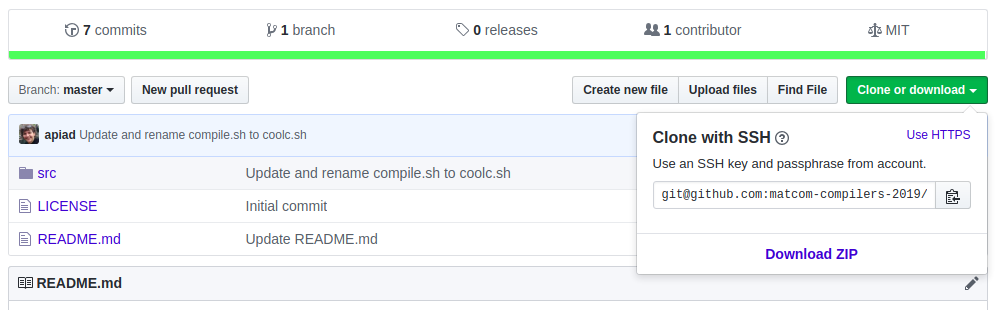 7 commits 1 branch 0 releases 1 contributor MIT
Branch: master New pull request Create new file Upload files Find File Clone or download
apiad Update and rename compile.sh to coolc.sh
src Update and rename compile.sh to coolc.sh
LICENSE Initial commit
README.md Update README.md
Clone with SSH ? Use HTTPS
Use an SSH key and passphrase from account.
git@github.com:matcom-compilers-2019/
Download ZIP
README.md